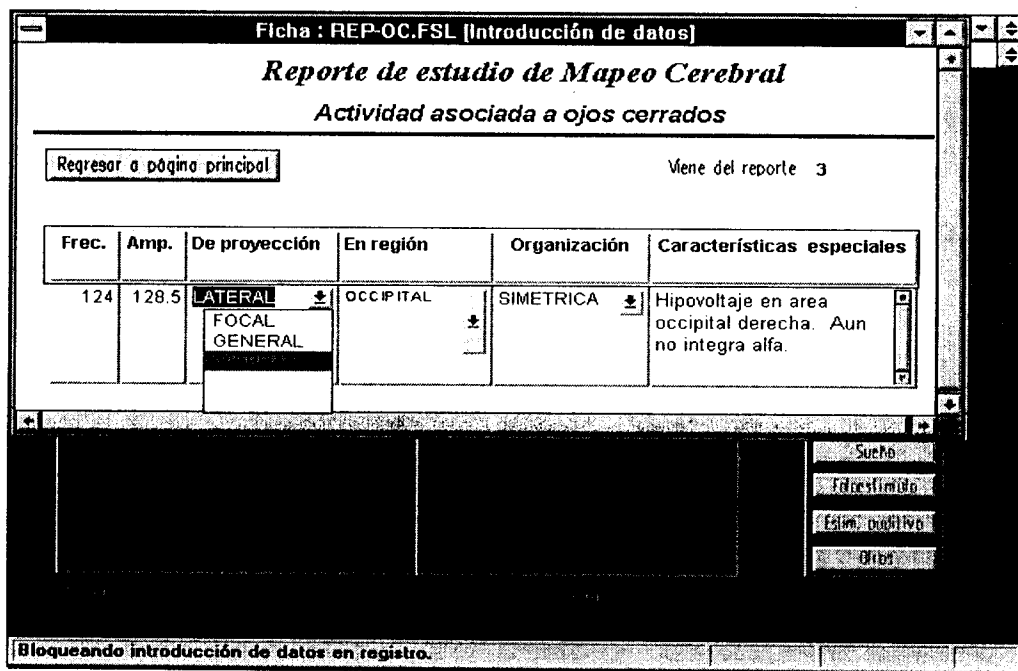 Ficha : REP-OC.FSL [Introducción de datos]
Reporte de estudio de Mapeo Cerebral
Actividad asociada a ojos cerrados
Regresar a página principal
Viene del reporte 3
Frec. Amp. De proyección En región Organización Características especiales
124 128.5 LATERAL OCCIPITAL SIMETRICA Hipovoltaje en area
occipital derecha. Aun
no integra alfa.
FOCAL
GENERAL
Sueño
Fotoestímulo
Estim. auditivo
Otros
Bloqueando introducción de datos en registro.